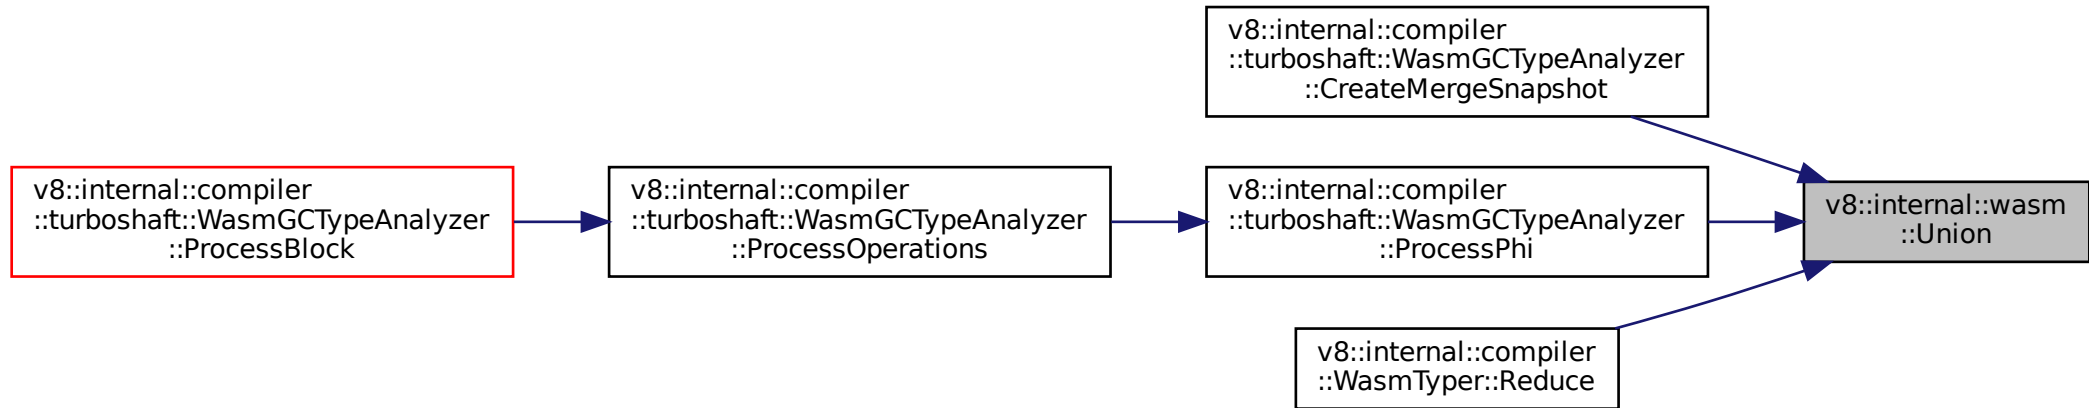 v8::internal::compiler
::turboshaft::WasmGCTypeAnalyzer
::CreateMergeSnapshot
v8::internal::compiler
::turboshaft::WasmGCTypeAnalyzer
::ProcessBlock
v8::internal::compiler
::turboshaft::WasmGCTypeAnalyzer
::ProcessOperations
v8::internal::compiler
::turboshaft::WasmGCTypeAnalyzer
::ProcessPhi
v8::internal::wasm
::Union
v8::internal::compiler
::WasmTyper::Reduce